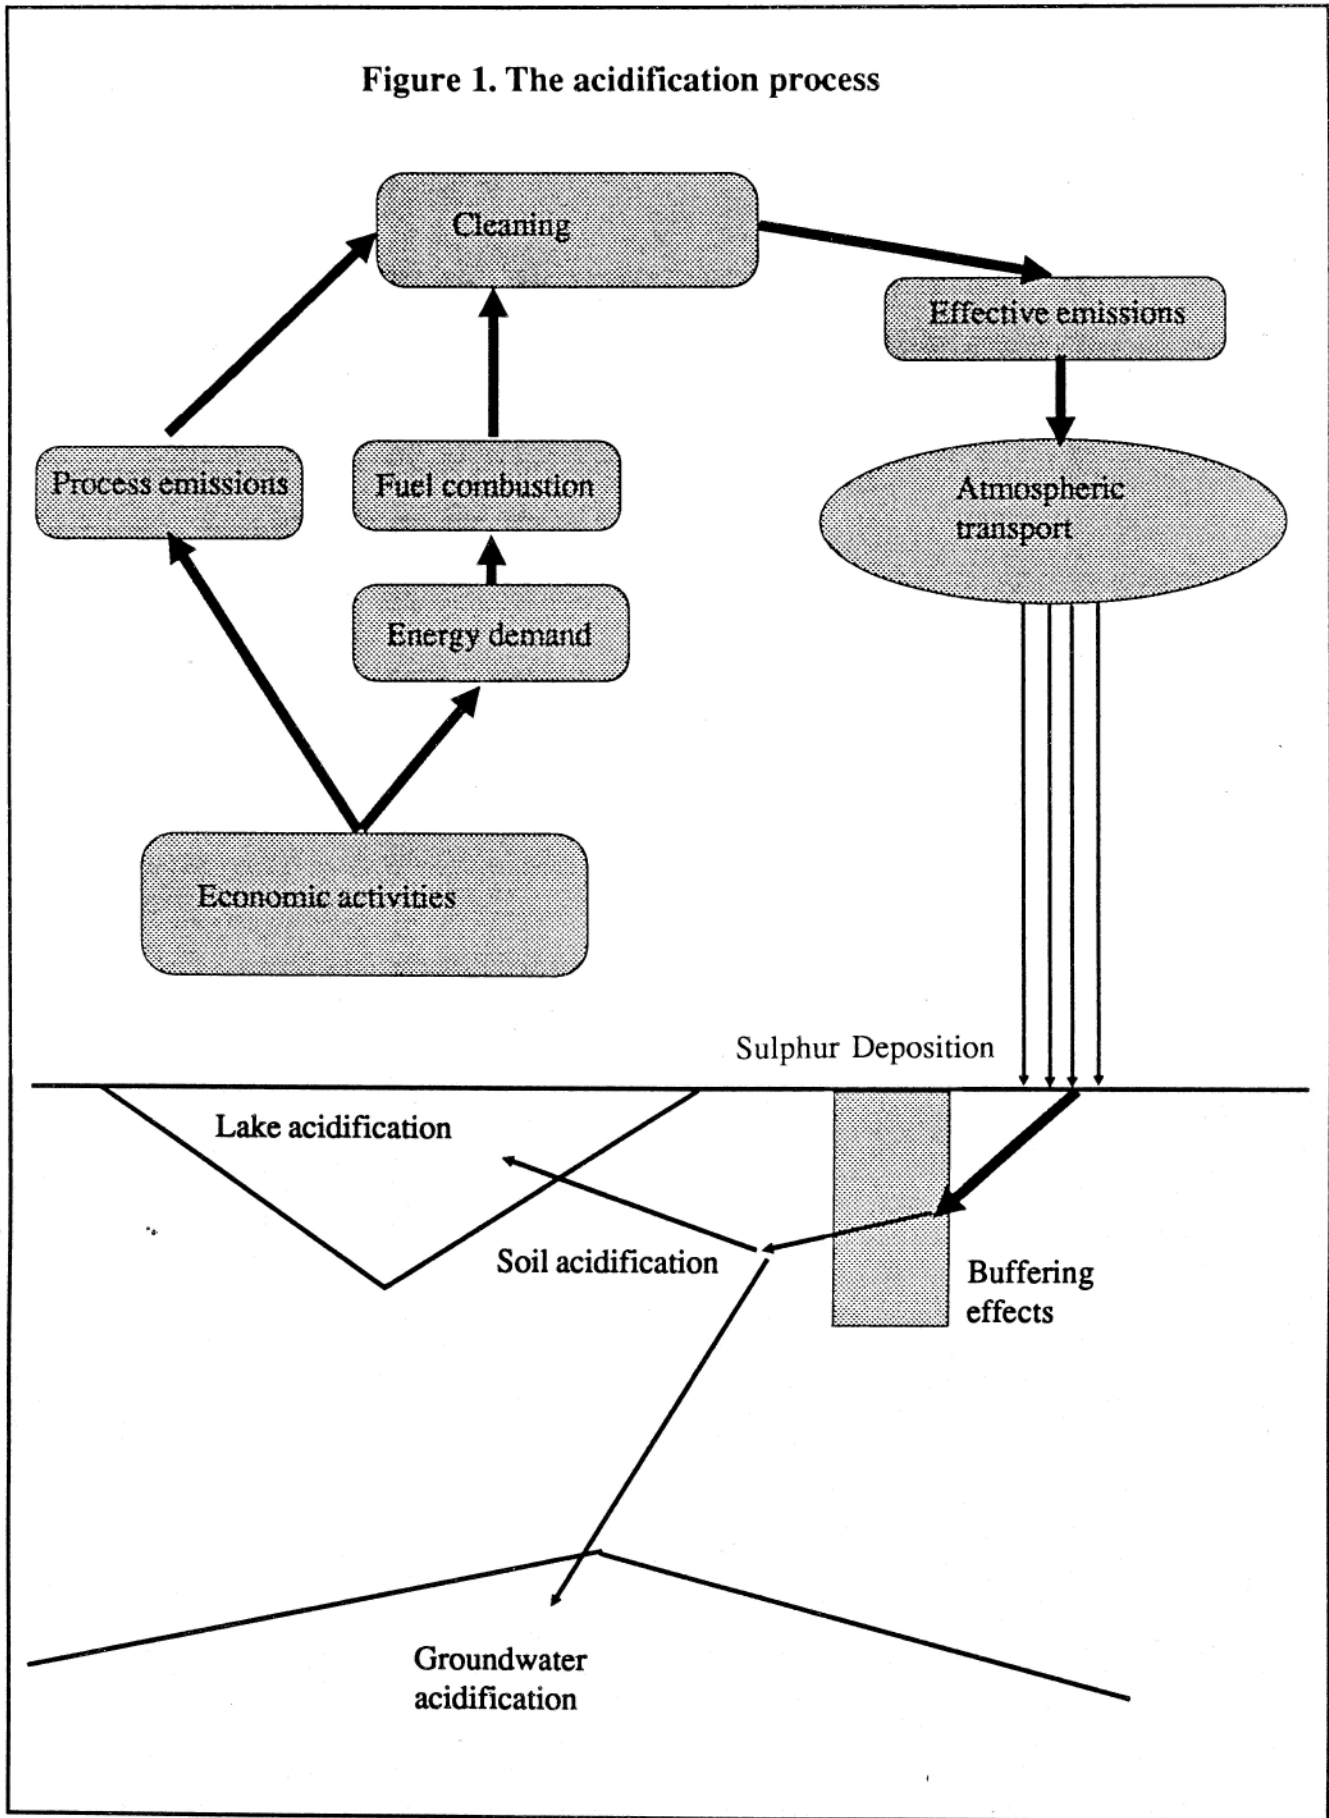 Figure 1. The acidification process
Cleaning
Effective emissions
Process emissions
Fuel combustion
Atmospheric
transport
Energy demand
Economic activities
Sulphur Deposition
Lake acidification
Soil acidification
Buffering
effects
Groundwater
acidification